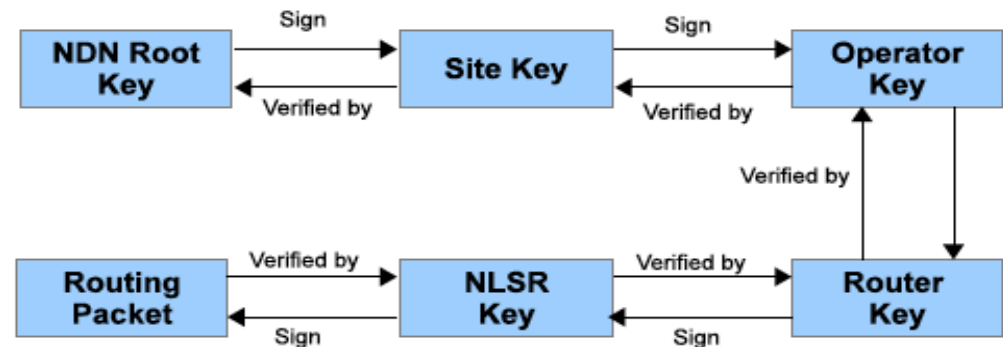 Sign
Sign
NDN Root
Key
Site Key
Operator
Key
Verified by
Verified by
Verified by
Routing
Packet
Verified by
NLSR
Key
Verified by
Router
Key
Sign
Sign